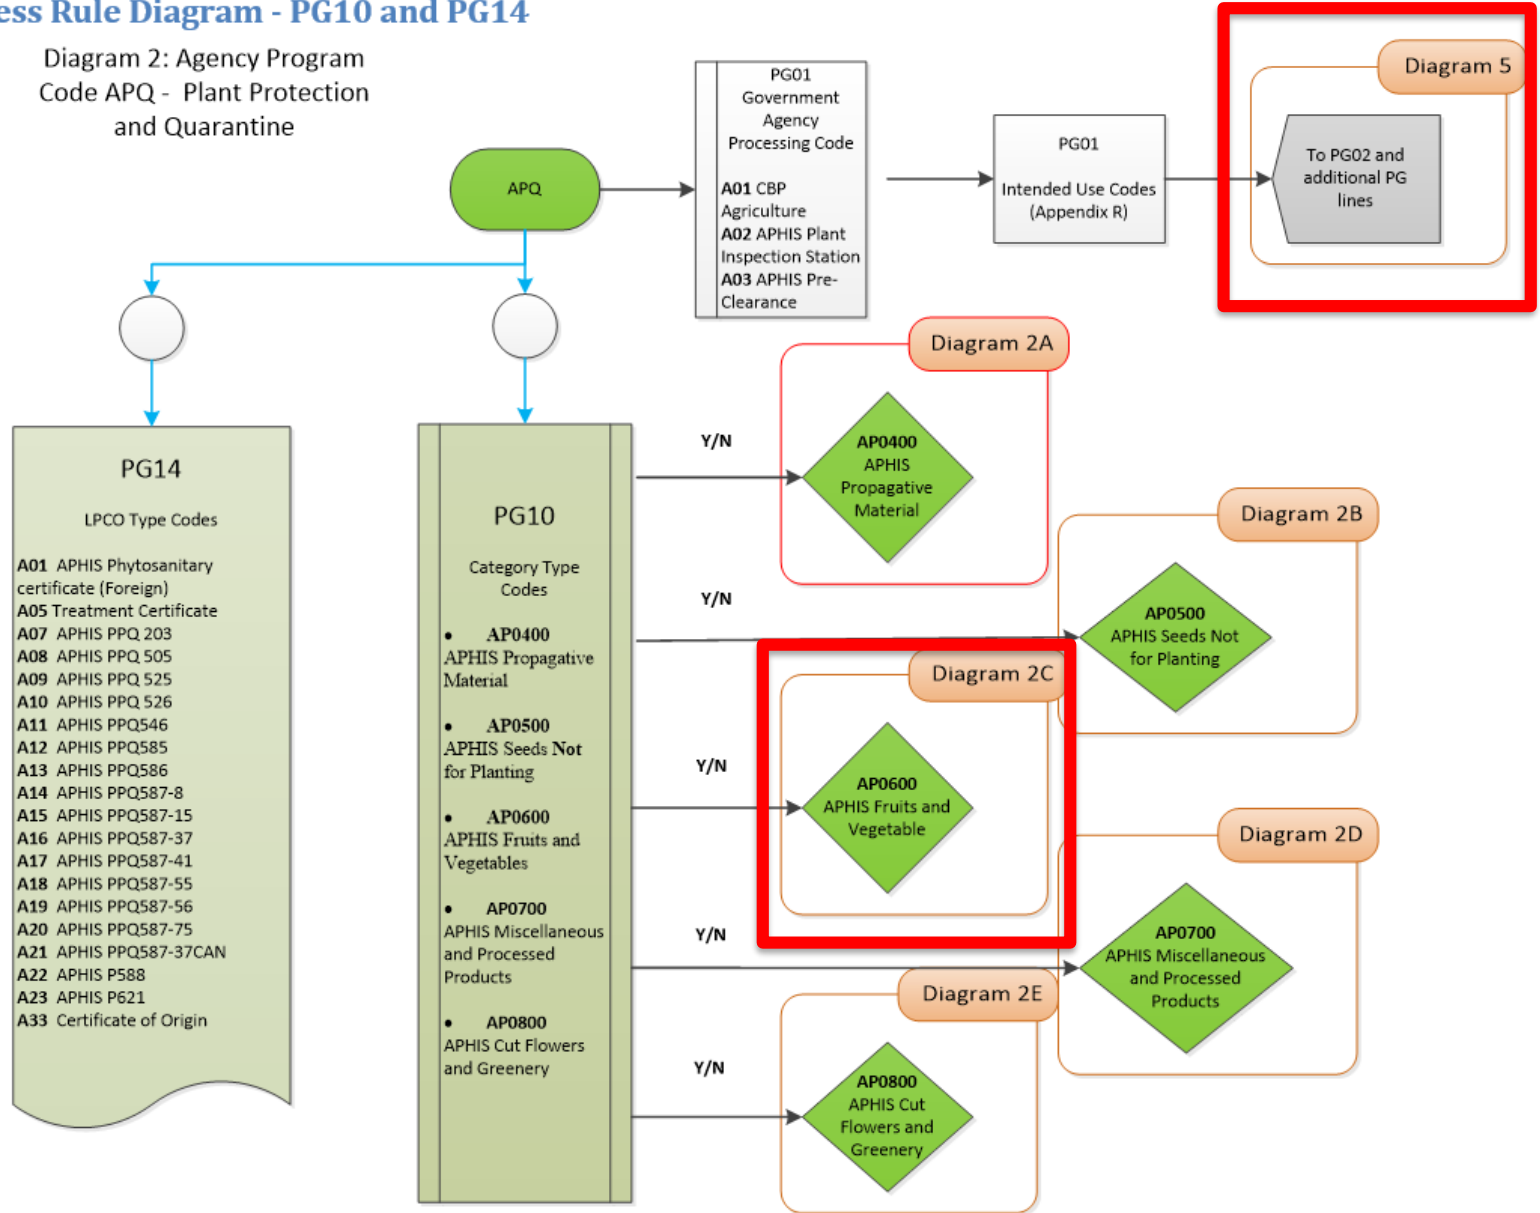 ess Rule Diagram - PG10 and PG14
Diagram 2: Agency Program
Code APQ - Plant Protection
and Quarantine
APQ
PG01
Government
Agency
Processing Code
A01 CBP
Agriculture
A02 APHIS Plant
Inspection Station
A03 APHIS Pre-
Clearance
PG01
Intended Use Codes
(Appendix R)
Diagram 5
To PG02 and
additional PG
lines
PG14
LPCO Type Codes
A01 APHIS Phytosanitary
certificate (Foreign)
A05 Treatment Certificate
A07 APHIS PPQ 203
A08 APHIS PPQ 505
A09 APHIS PPQ 525
A10 APHIS PPQ 526
A11 APHIS PPQ546
A12 APHIS PPQ585
A13 APHIS PPQ586
A14 APHIS PPQ587-8
A15 APHIS PPQ587-15
A16 APHIS PPQ587-37
A17 APHIS PPQ587-41
A18 APHIS PPQ587-55
A19 APHIS PPQ587-56
A20 APHIS PPQ587-75
A21 APHIS PPQ587-37CAN
A22 APHIS P588
A23 APHIS P621
A33 Certificate of Origin
PG10
Category Type
Codes
• AP0400
APHIS Propagative
Material
• AP0500
APHIS Seeds Not
for Planting
• AP0600
APHIS Fruits and
Vegetables
• AP0700
APHIS Miscellaneous
and Processed
Products
• AP0800
APHIS Cut Flowers
and Greenery
Y/N
Diagram 2A
AP0400
APHIS
Propagative
Material
Y/N
Diagram 2B
AP0500
APHIS Seeds Not
for Planting
Y/N
Diagram 2C
AP0600
APHIS Fruits and
Vegetable
Y/N
Diagram 2D
AP0700
APHIS Miscellaneous
and Processed
Products
Y/N
Diagram 2E
AP0800
APHIS Cut
Flowers and
Greenery